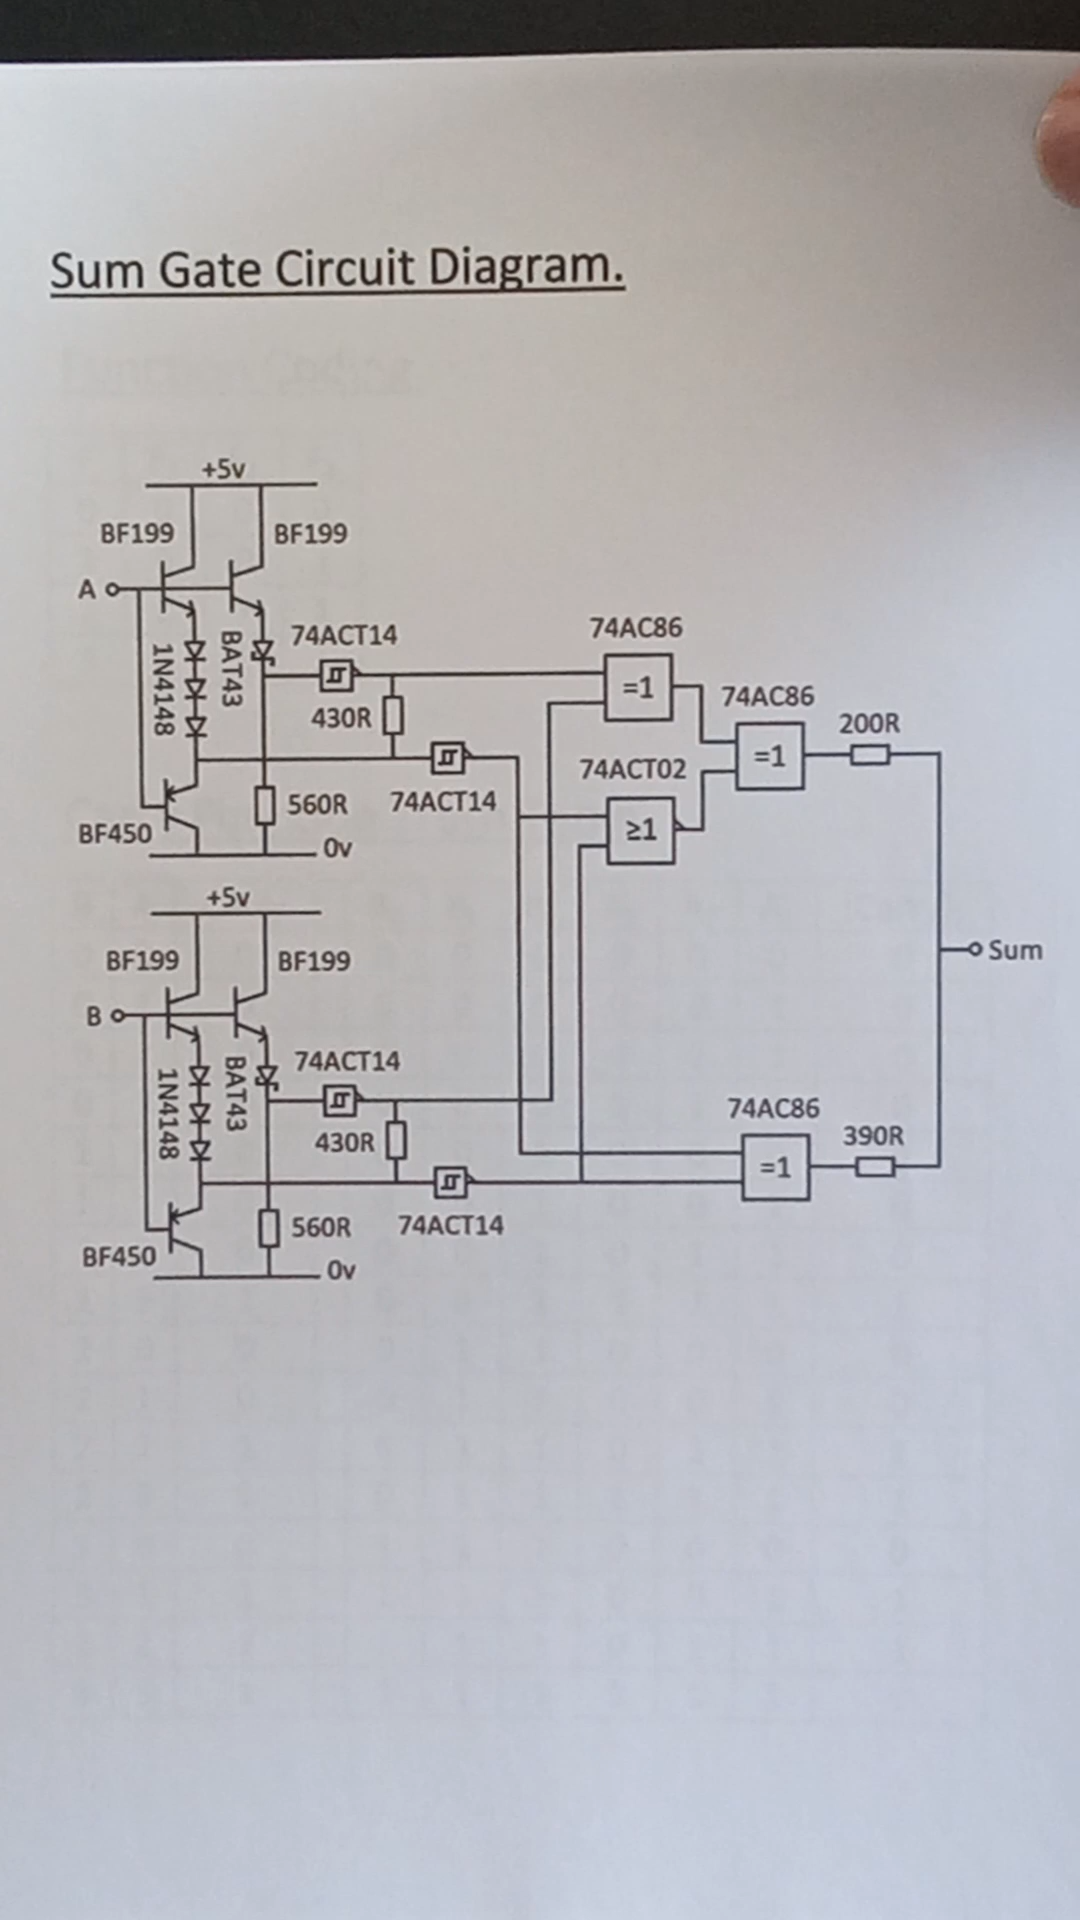 Sum Gate Circuit Diagram.
+5v
BF199
BF199
A
1N4148
BAT43
74ACT14
430R
74AC86
=1
74AC86
=1
200R
74ACT02
≥1
BF450
560R
74ACT14
0v
+5v
Sum
BF199
BF199
B
1N4148
BAT43
74ACT14
430R
74AC86
=1
390R
BF450
560R
74ACT14
0v